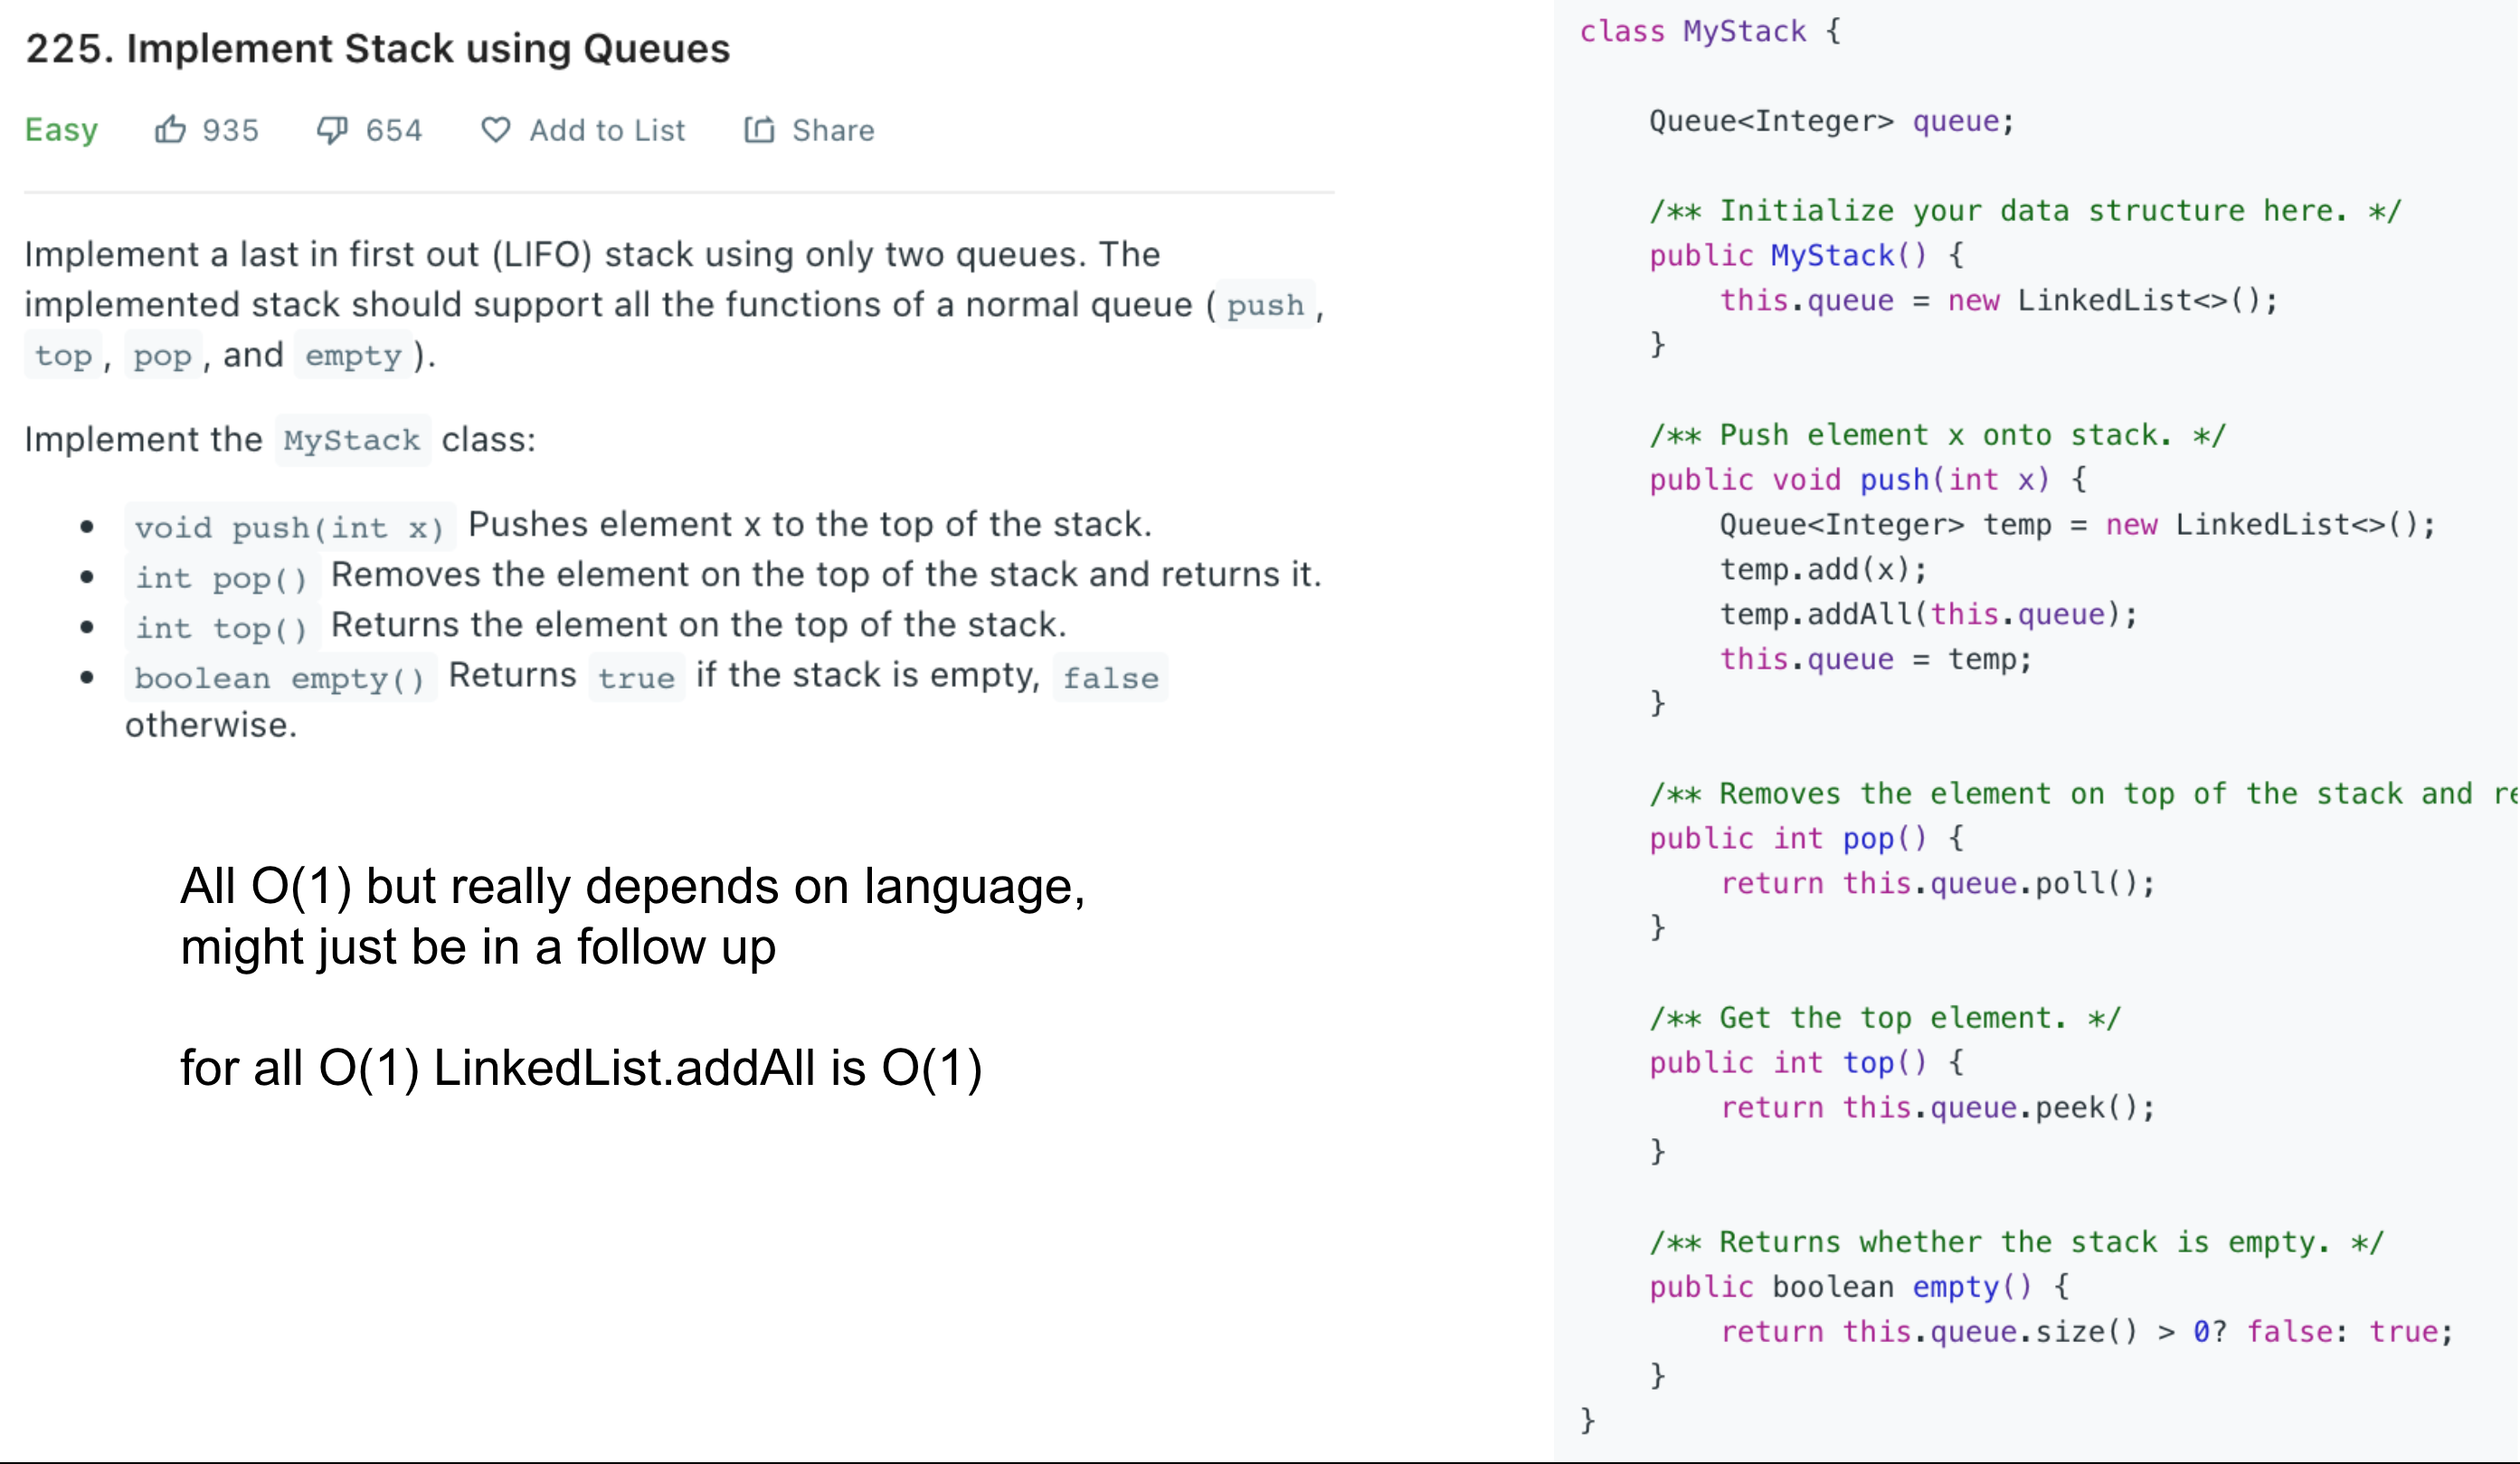 225. Implement Stack using Queues
Easy 935 654 Add to List Share
Implement a last in first out (LIFO) stack using only two queues. The
implemented stack should support all the functions of a normal queue ( push ,
top , pop , and empty ).
Implement the MyStack class:
• void push(int x) Pushes element x to the top of the stack.
• int pop() Removes the element on the top of the stack and returns it.
• int top() Returns the element on the top of the stack.
• boolean empty() Returns true if the stack is empty, false
otherwise.
All O(1) but really depends on language,
might just be in a follow up
for all O(1) LinkedList.addAll is O(1)
class MyStack {
Queue<Integer> queue;
/** Initialize your data structure here. */
public MyStack() {
this.queue = new LinkedList<>();
}
/** Push element x onto stack. */
public void push(int x) {
Queue<Integer> temp = new LinkedList<>();
temp.add(x);
temp.addAll(this.queue);
this.queue = temp;
}
/** Removes the element on top of the stack and
public int pop() {
return this.queue.poll();
}
/** Get the top element. */
public int top() {
return this.queue.peek();
}
/** Returns whether the stack is empty. */
public boolean empty() {
return this.queue.size() > 0? false: true;
}
}